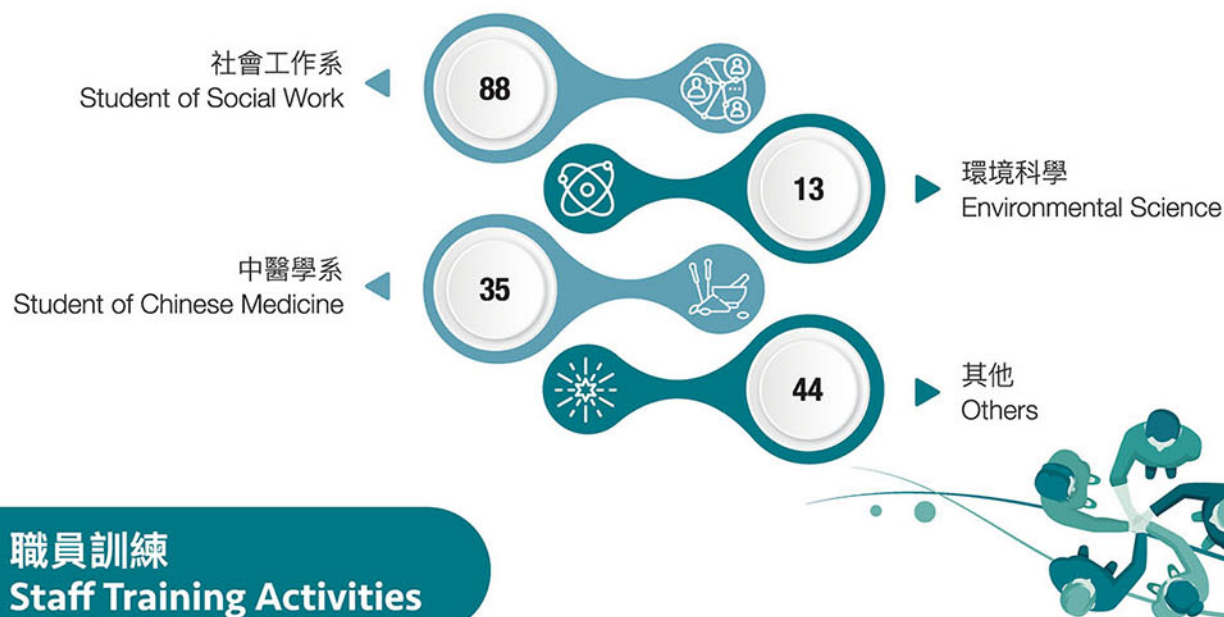 社會工作系
Student of Social Work
88
13
環境科學
Environmental Science
中醫學系
Student of Chinese Medicine
35
44
其他
Others
職員訓練
Staff Training Activities